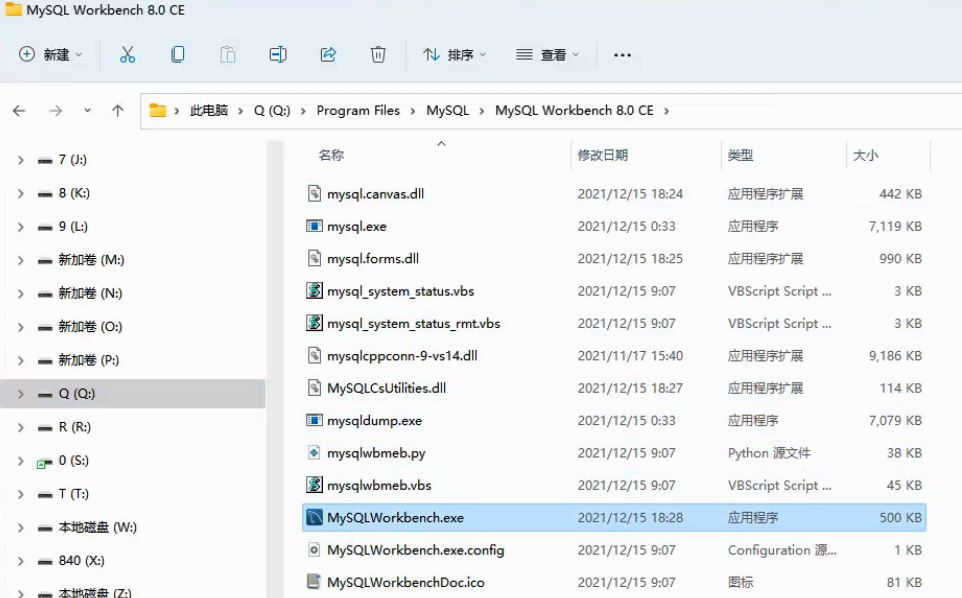 MySQL Workbench 8.0 CE
新建 排序 查看 ...
此电脑 > Q (Q:) > Program Files > MySQL > MySQL Workbench 8.0 CE >
名称 修改日期 类型 大小
7 (J:)
8 (K:)
9 (L:)
新加卷 (M:)
新加卷 (N:)
新加卷 (O:)
新加卷 (P:)
Q (Q:)
R (R:)
0 (S:)
T (T:)
本地磁盘 (W:)
840 (X:)
本地磁盘 (Z:)
mysql.canvas.dll 2021/12/15 18:24 应用程序扩展 442 KB
mysql.exe 2021/12/15 0:33 应用程序 7,119 KB
mysql.forms.dll 2021/12/15 18:25 应用程序扩展 990 KB
mysql_system_status.vbs 2021/12/15 9:07 VBScript Script ... 3 KB
mysql_system_status_rmt.vbs 2021/12/15 9:07 VBScript Script ... 3 KB
mysqlcppconn-9-vs14.dll 2021/11/17 15:40 应用程序扩展 9,186 KB
MySQLCsUtilities.dll 2021/12/15 18:27 应用程序扩展 114 KB
mysqldump.exe 2021/12/15 0:33 应用程序 7,079 KB
mysqlwbmeb.py 2021/12/15 9:07 Python 源文件 38 KB
mysqlwbmeb.vbs 2021/12/15 9:07 VBScript Script ... 45 KB
MySQLWorkbench.exe 2021/12/15 18:28 应用程序 500 KB
MySQLWorkbench.exe.config 2021/12/15 9:07 Configuration 源... 1 KB
MySQLWorkbenchDoc.ico 2021/12/15 9:07 图标 81 KB